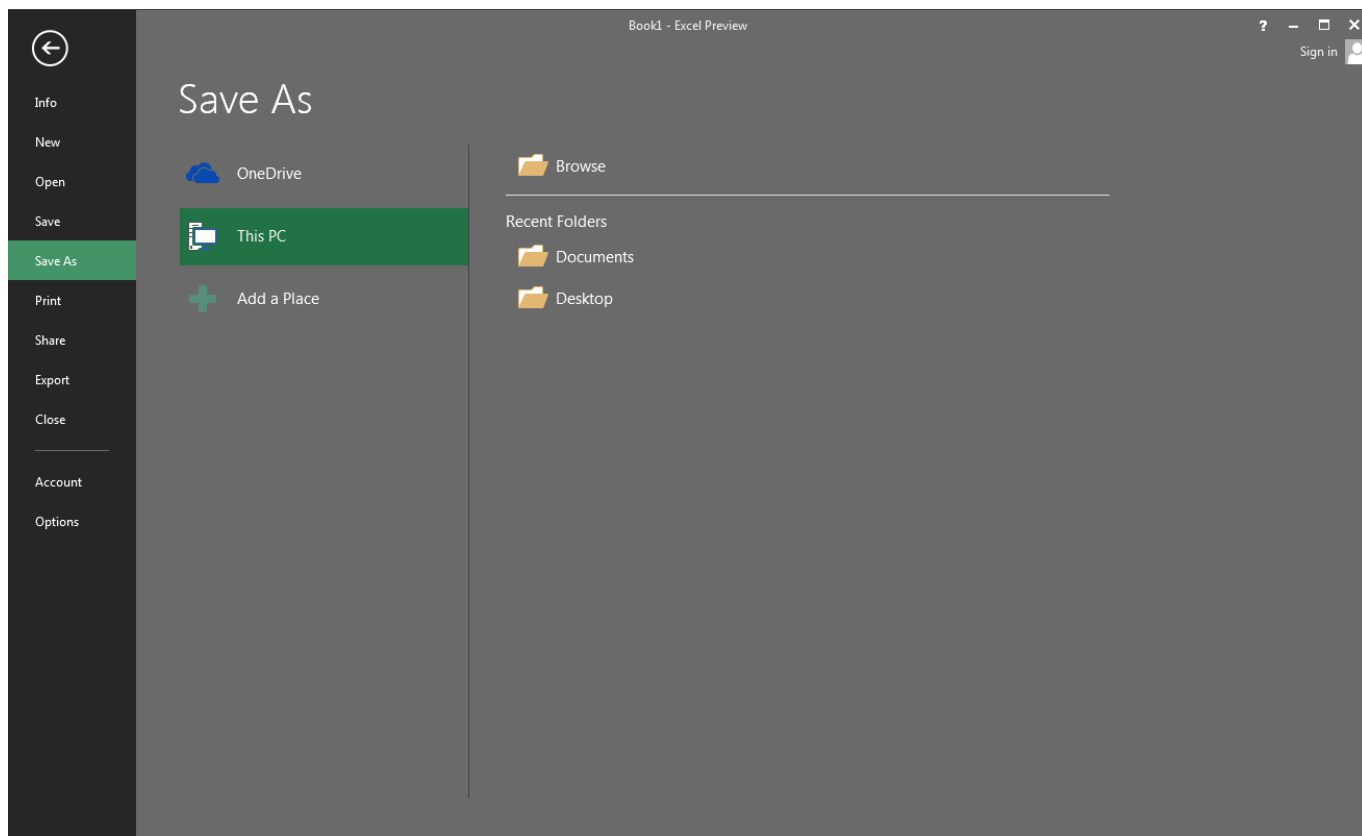 Book1 - Excel Preview
?
Sign in
Info
New
Open
Save
Save As
Print
Share
Export
Close
Account
Options
Save As
OneDrive
This PC
Add a Place
Browse
Recent Folders
Documents
Desktop